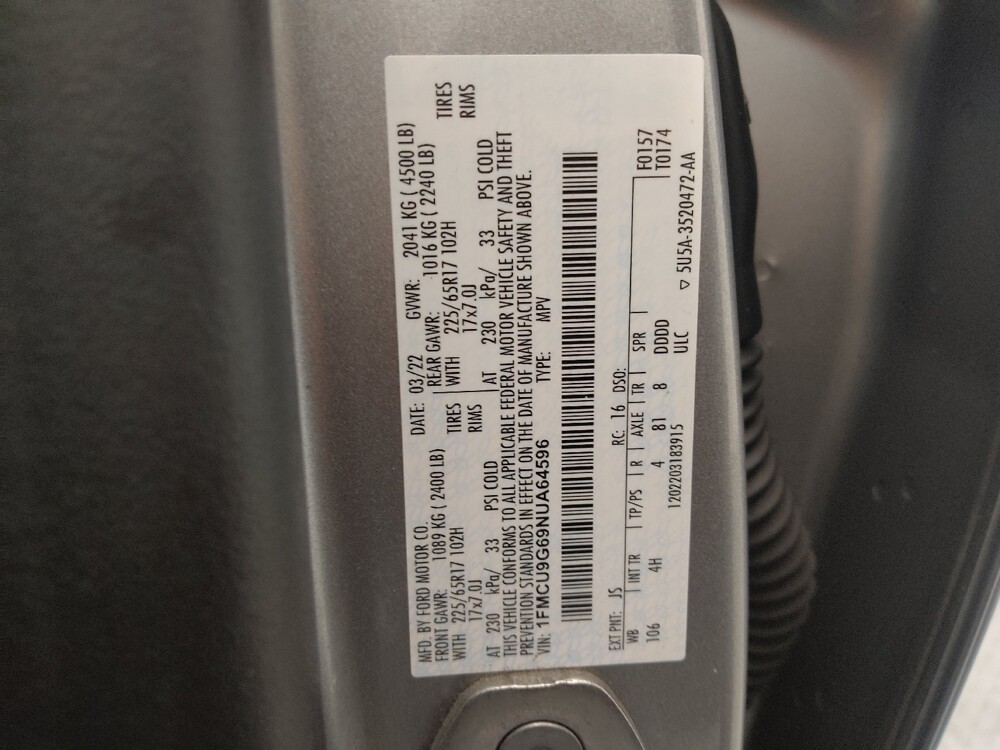 MFD. BY FORD MOTOR CO. DATE: 03/22 GVWR: 2041 KG ( 4500 LB)
FRONT GAWR: 1089 KG ( 2400 LB) REAR GAWR: 1016 KG ( 2240 LB)
WITH 225/65R17 102H TIRES WITH 225/65R17 102H TIRES
17x7.0J RIMS 17x7.0J RIMS
AT 230 kPa/ 33 PSI COLD AT 230 kPa/ 33 PSI COLD
THIS VEHICLE CONFORMS TO ALL APPLICABLE FEDERAL MOTOR VEHICLE SAFETY AND THEFT
PREVENTION STANDARDS IN EFFECT ON THE DATE OF MANUFACTURE SHOWN ABOVE.
VIN: 1FMCU9G69NUA64596 TYPE: MPV
EXT PNT: JS RC: 16 DSO: F0157
WB INT TR TP/PS R AXLE TR SPR T0174
106 4H 4 81 8 DDDD
1202203183915 ULC ▽ 5U5A-3520472-AA